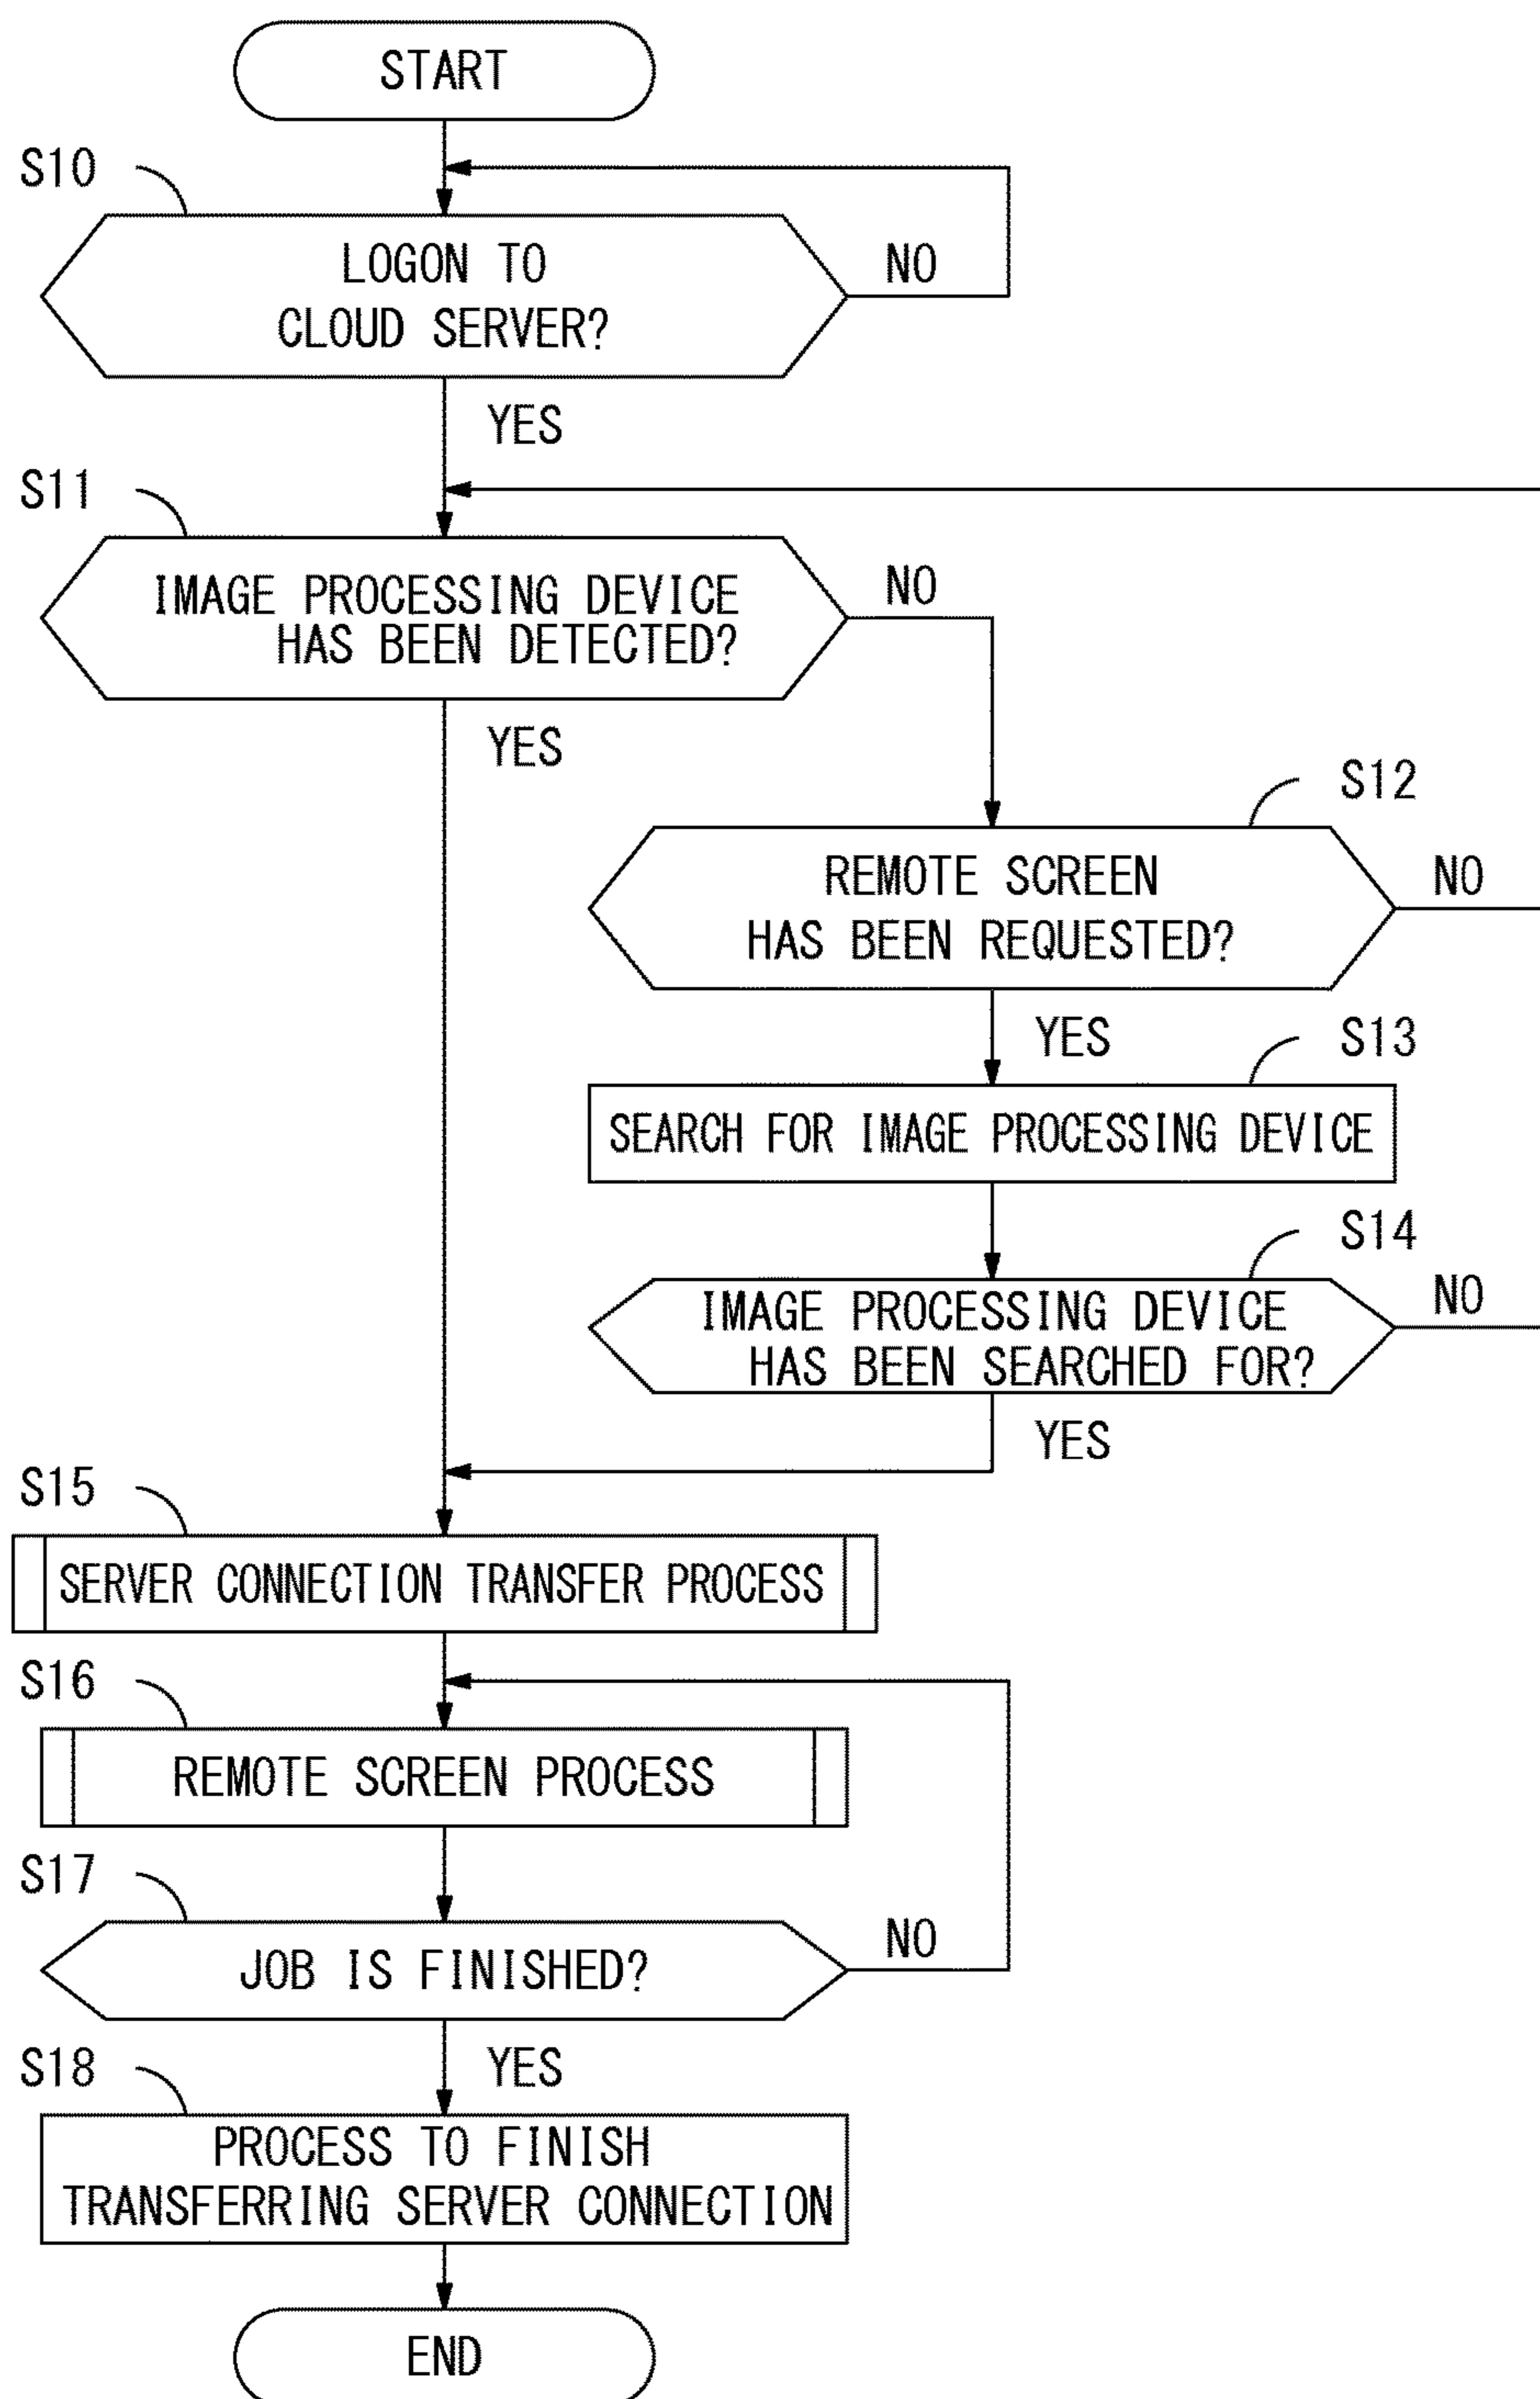 START
S10
LOGON TO
CLOUD SERVER?
NO
YES
S11
IMAGE PROCESSING DEVICE
HAS BEEN DETECTED?
NO
YES
S12
REMOTE SCREEN
HAS BEEN REQUESTED?
NO
YES
S13
SEARCH FOR IMAGE PROCESSING DEVICE
S14
IMAGE PROCESSING DEVICE
HAS BEEN SEARCHED FOR?
NO
YES
S15
SERVER CONNECTION TRANSFER PROCESS
S16
REMOTE SCREEN PROCESS
S17
JOB IS FINISHED?
NO
YES
S18
PROCESS TO FINISH
TRANSFERRING SERVER CONNECTION
END